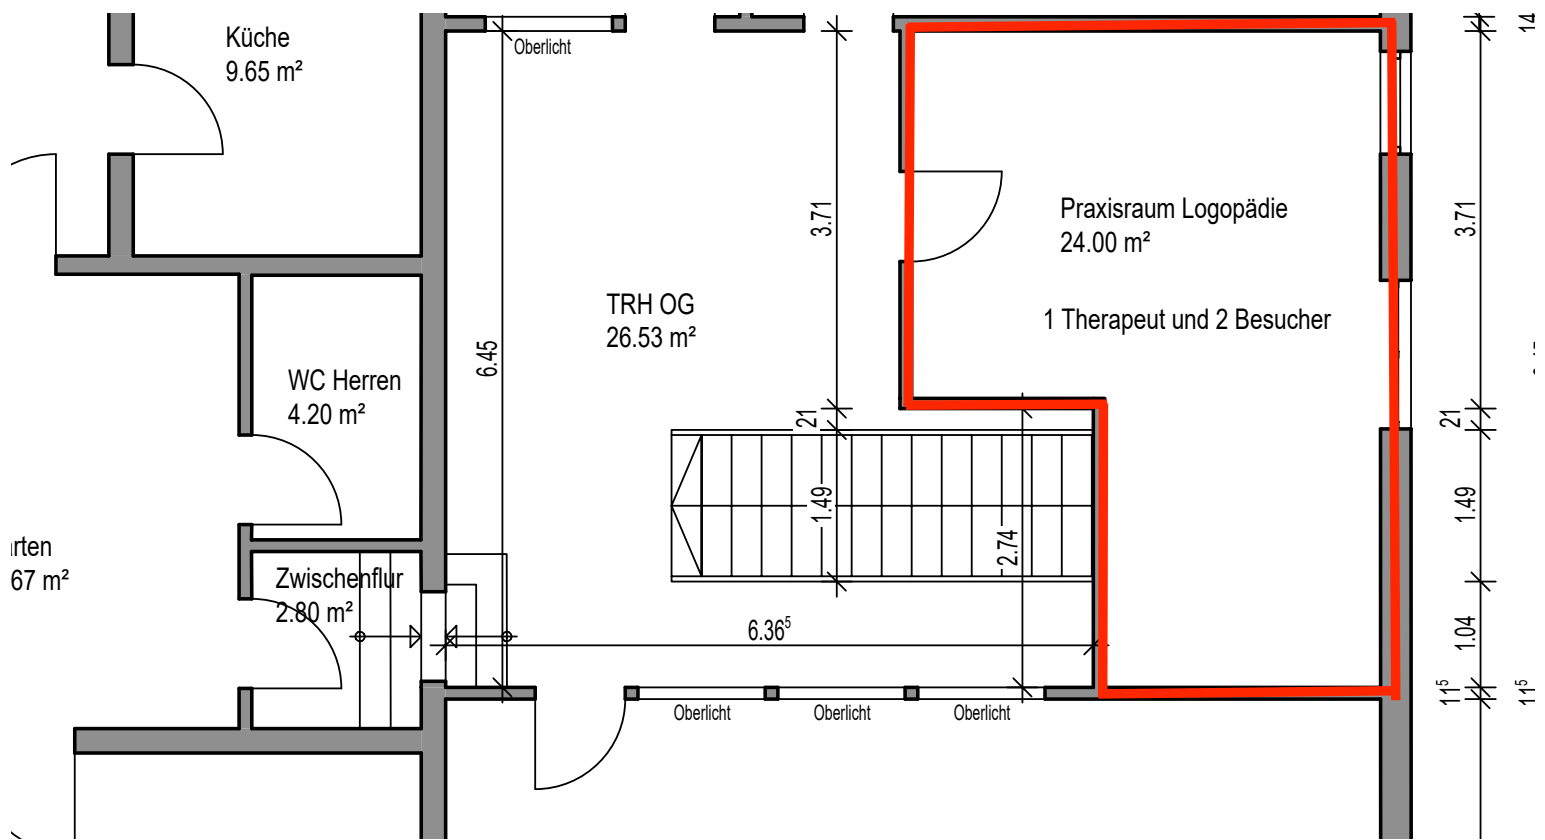 Küche
9.65 m²
Oberlicht
14
3.71
Praxisraum Logopädie
24.00 m²
3.71
TRH OG
26.53 m²
1 Therapeut und 2 Besucher
6.45
WC Herren
4.20 m²
21
21
1.49
1.49
2.74
rten
67 m²
Zwischenflur
2.80 m²
6.36⁵
1.04
11⁵
11⁵
Oberlicht
Oberlicht
Oberlicht